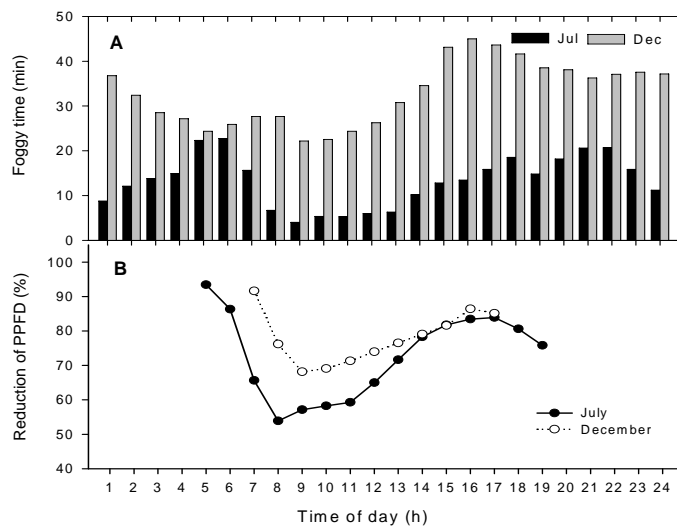 50
A
Jul
Dec
40
30
20
10
0
Foggy time (min)
100
B
90
80
70
60
50
40
Reduction of PPFD (%)
July
December
1 2 3 4 5 6 7 8 9 10 11 12 13 14 15 16 17 18 19 20 21 22 23 24
Time of day (h)